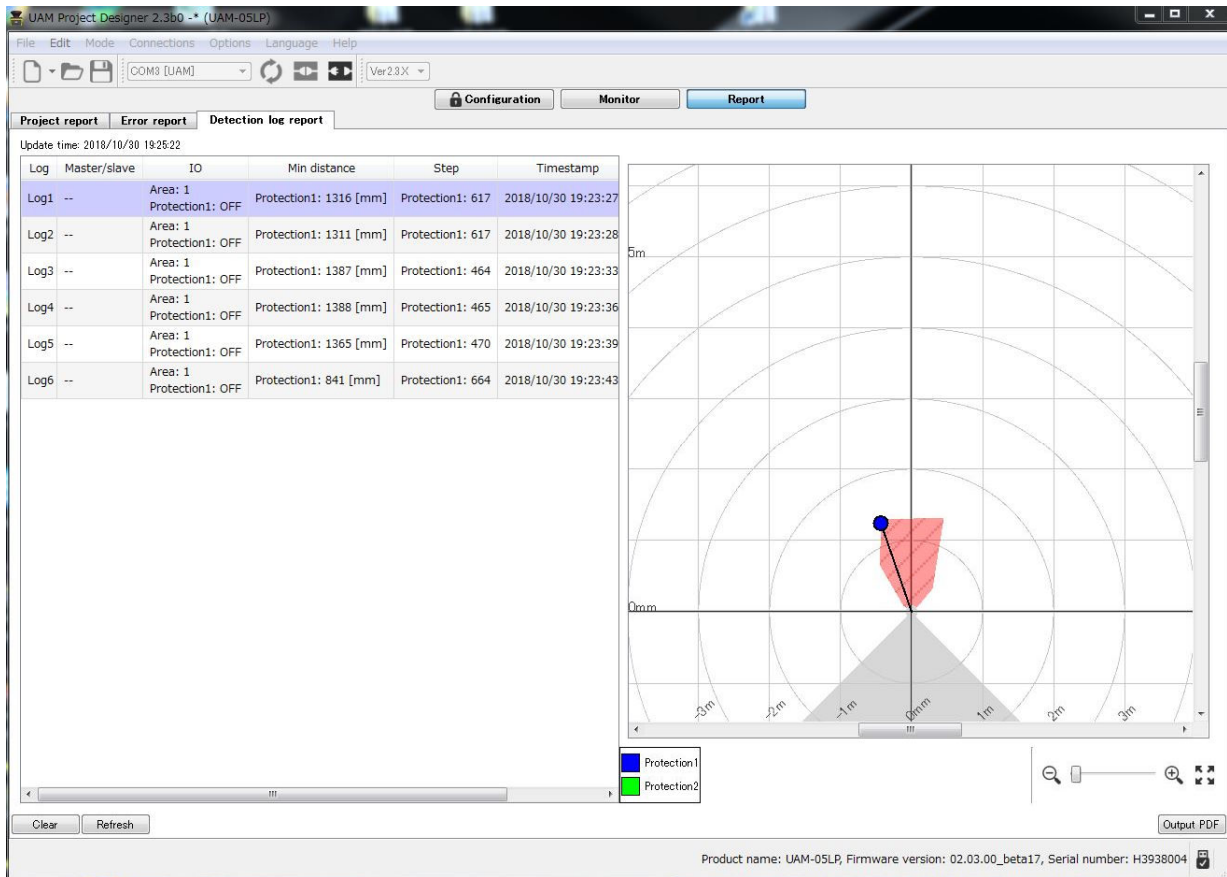 UAM Project Designer 2.3b0 -* (UAM-05LP)
File Edit Mode Connections Options Language Help
COM3 [UAM] Ver2.3.X
Configuration Monitor Report
Project report Error report Detection log report
Update time: 2018/10/30 19:25:22
Log Master/slave IO Min distance Step Timestamp
Log1 -- Area: 1 Protection1: OFF Protection1: 1316 [mm] Protection1: 617 2018/10/30 19:23:27
Log2 -- Area: 1 Protection1: OFF Protection1: 1311 [mm] Protection1: 617 2018/10/30 19:23:28
Log3 -- Area: 1 Protection1: OFF Protection1: 1387 [mm] Protection1: 464 2018/10/30 19:23:33
Log4 -- Area: 1 Protection1: OFF Protection1: 1388 [mm] Protection1: 465 2018/10/30 19:23:36
Log5 -- Area: 1 Protection1: OFF Protection1: 1365 [mm] Protection1: 470 2018/10/30 19:23:39
Log6 -- Area: 1 Protection1: OFF Protection1: 841 [mm] Protection1: 664 2018/10/30 19:23:43
5m
0mm
-3m -2m -1m 0mm 1m 2m 3m
Protection1
Protection2
Clear Refresh Output PDF
Product name: UAM-05LP, Firmware version: 02.03.00_beta17, Serial number: H3938004